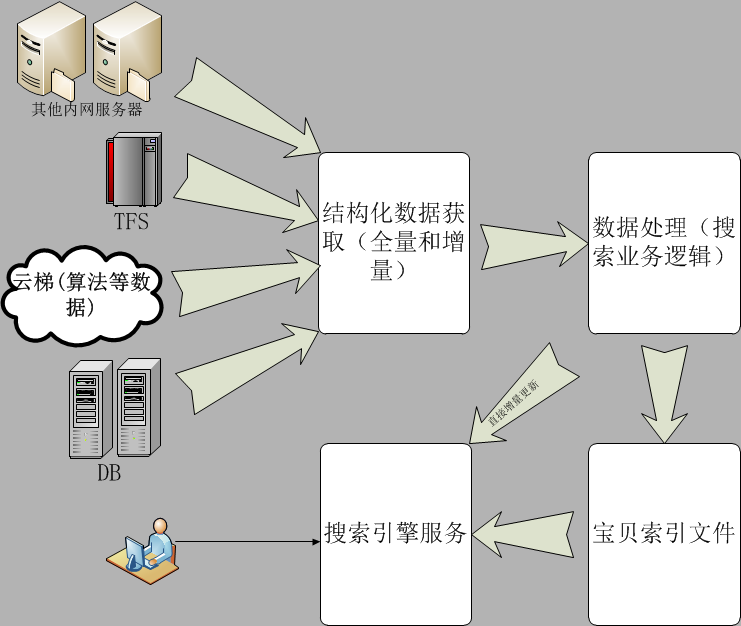 其他内网服务器
TFS
云梯(算法等数
据)
DB
结构化数据获
取（全量和增
量）
数据处理（搜
索业务逻辑）
直接增量更新
搜索引擎服务
宝贝索引文件